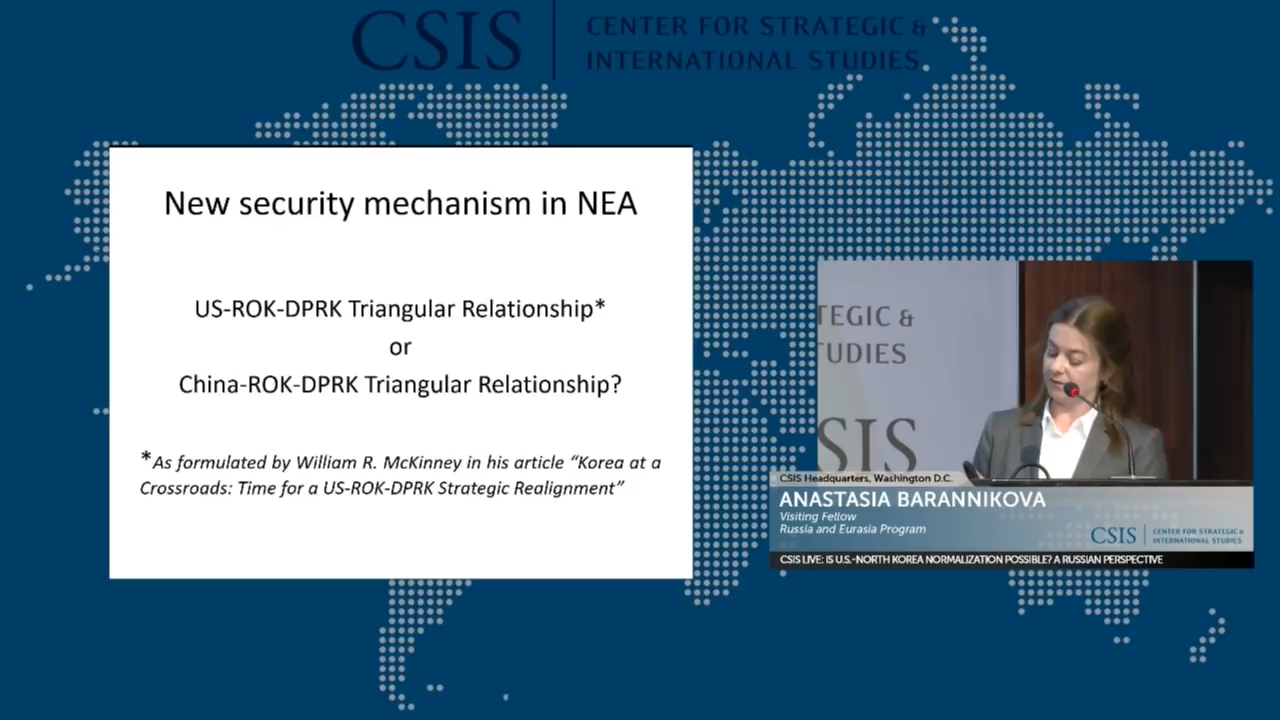 CSIS
CENTER FOR STRATEGIC &
INTERNATIONAL STUDIES
New security mechanism in NEA
US-ROK-DPRK Triangular Relationship*
or
China-ROK-DPRK Triangular Relationship?
*As formulated by William R. McKinney in his article “Korea at a
Crossroads: Time for a US-ROK-DPRK Strategic Realignment”
TEGIC &
TUDIES
SIS
CSIS Headquarters, Washington D.C.
ANASTASIA BARANNIKOVA
Visiting Fellow
Russia and Eurasia Program
CSIS
CENTER FOR STRATEGIC &
INTERNATIONAL STUDIES
CSIS LIVE: IS U.S.-NORTH KOREA NORMALIZATION POSSIBLE? A RUSSIAN PERSPECTIVE